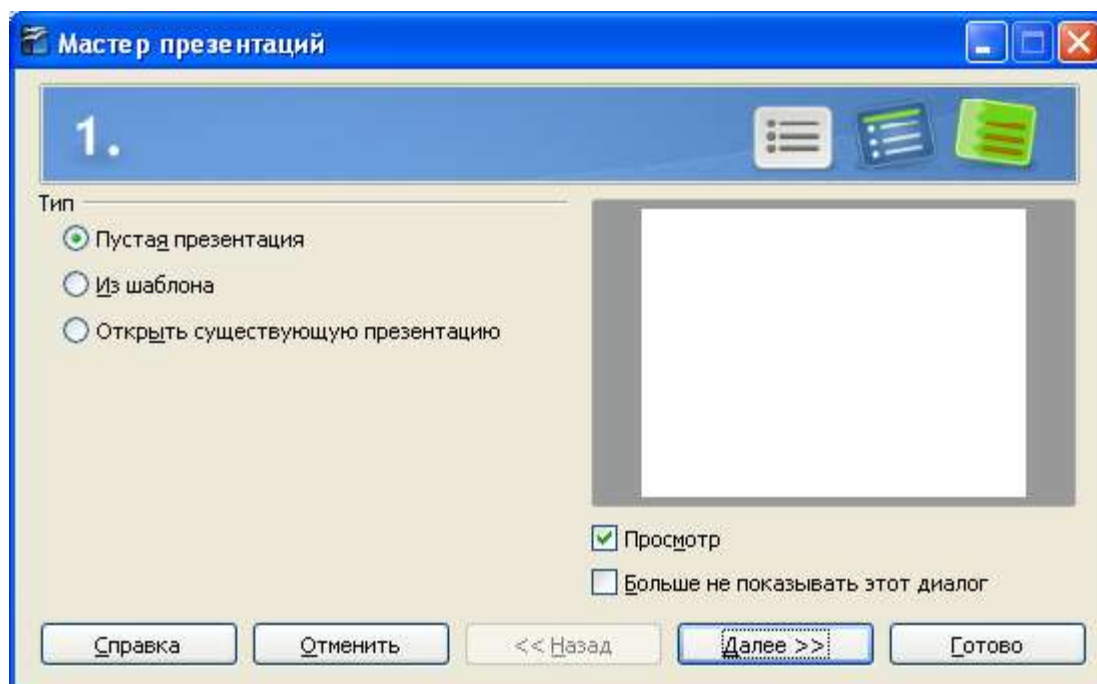 Мастер презентаций
1.
Тип
Пустая презентация
Из шаблона
Открыть существующую презентацию
Просмотр
Больше не показывать этот диалог
Справка
Отменить
<< Назад
Далее >>
Готово